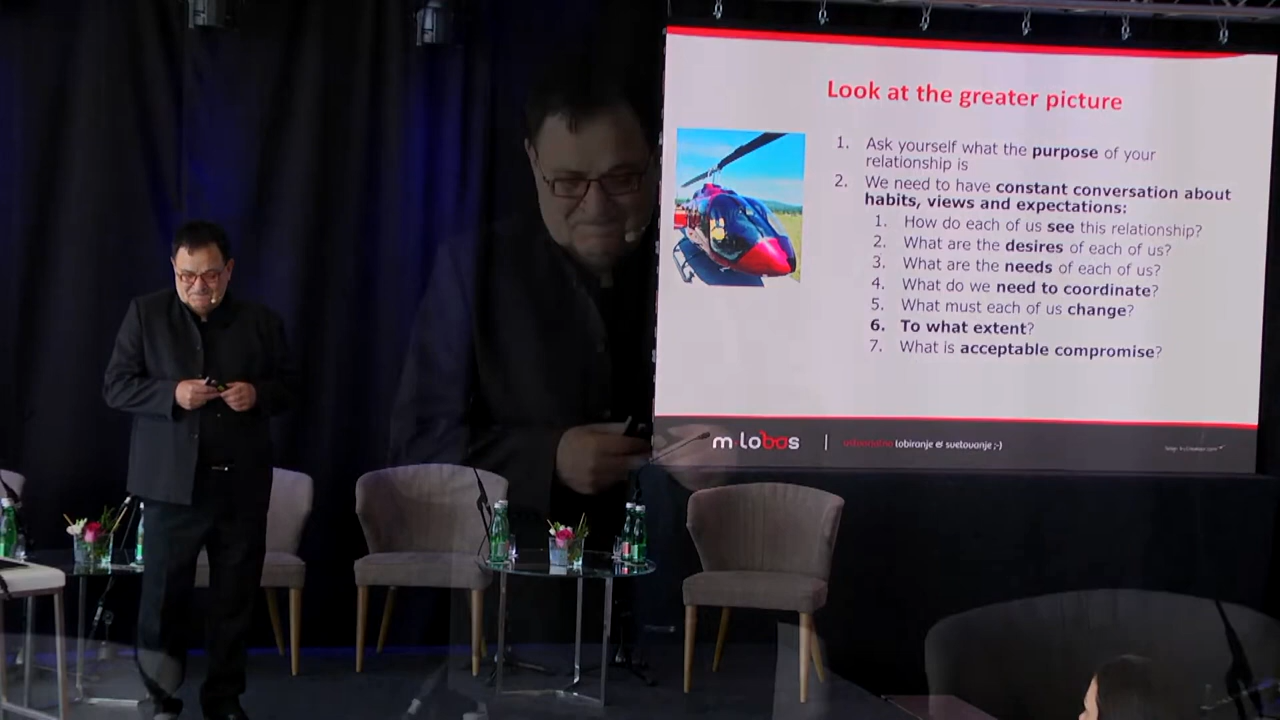 Look at the greater picture
1. Ask yourself what the purpose of your
relationship is
2. We need to have constant conversation about
habits, views and expectations:
1. How do each of us see this relationship?
2. What are the desires of each of us?
3. What are the needs of each of us?
4. What do we need to coordinate?
5. What must each of us change?
6. To what extent?
7. What is acceptable compromise?
m·lobos | lobiranje & svetovanje ;-)